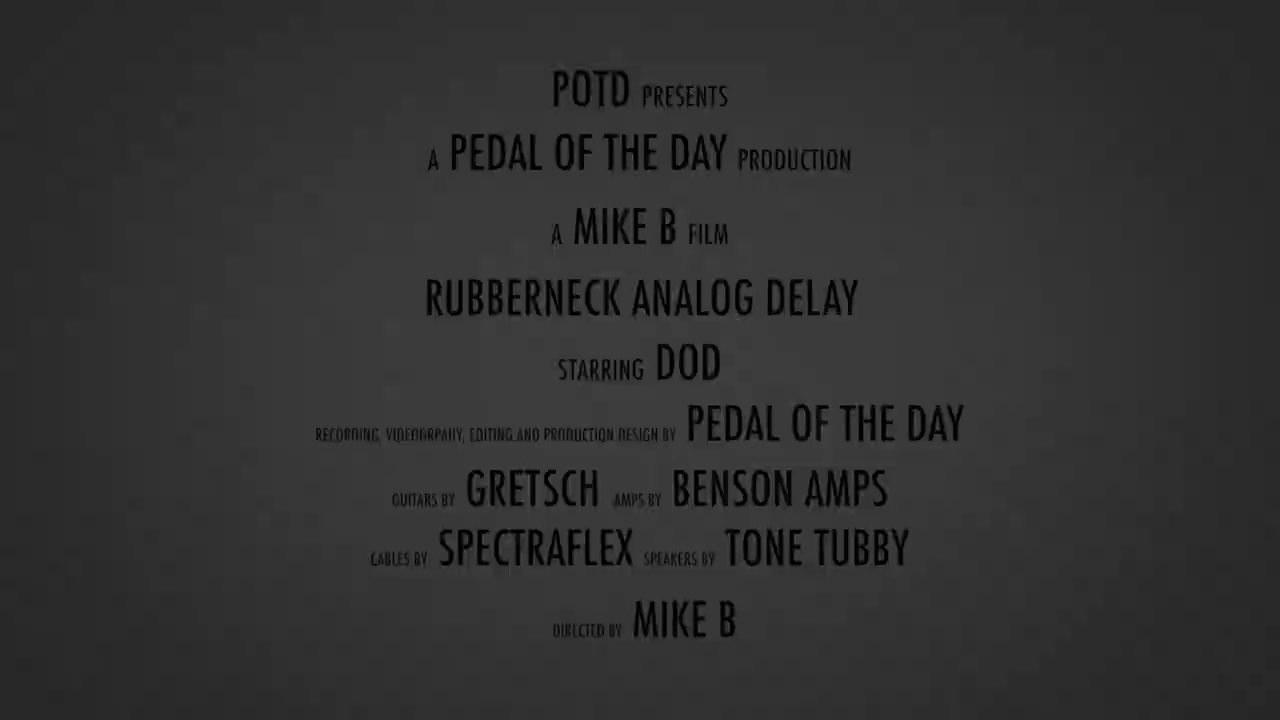 POTD PRESENTS
A PEDAL OF THE DAY PRODUCTION
A MIKE B FILM
RUBBERNECK ANALOG DELAY
STARRING DOD
RECORDING, VIDEORPAHY, EDITING AND PRODUCTION DESIGN BY PEDAL OF THE DAY
GUITARS BY GRETSCH AMPS BY BENSON AMPS
CABLES BY SPECTRAFLEX SPEAKERS BY TONE TUBBY
DIRECTED BY MIKE B